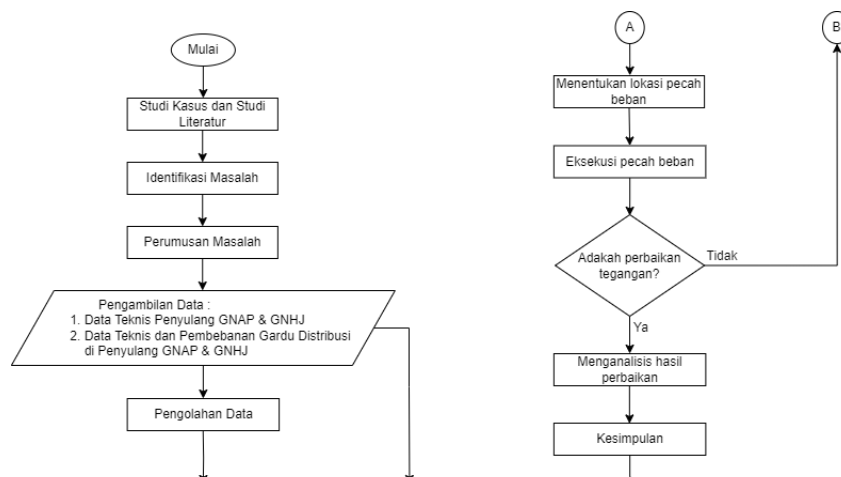 Mulai
Studi Kasus dan Studi
Literatur
Identifikasi Masalah
Perumusan Masalah
Pengambilan Data :
1. Data Teknis Penyulang GNAP & GNHJ
2. Data Teknis dan Pembebanan Gardu Distribusi
di Penyulang GNAP & GNHJ
Pengolahan Data
A
B
Menentukan lokasi pecah
beban
Eksekusi pecah beban
Adakah perbaikan
tegangan?
Tidak
Ya
Menganalisis hasil
perbaikan
Kesimpulan